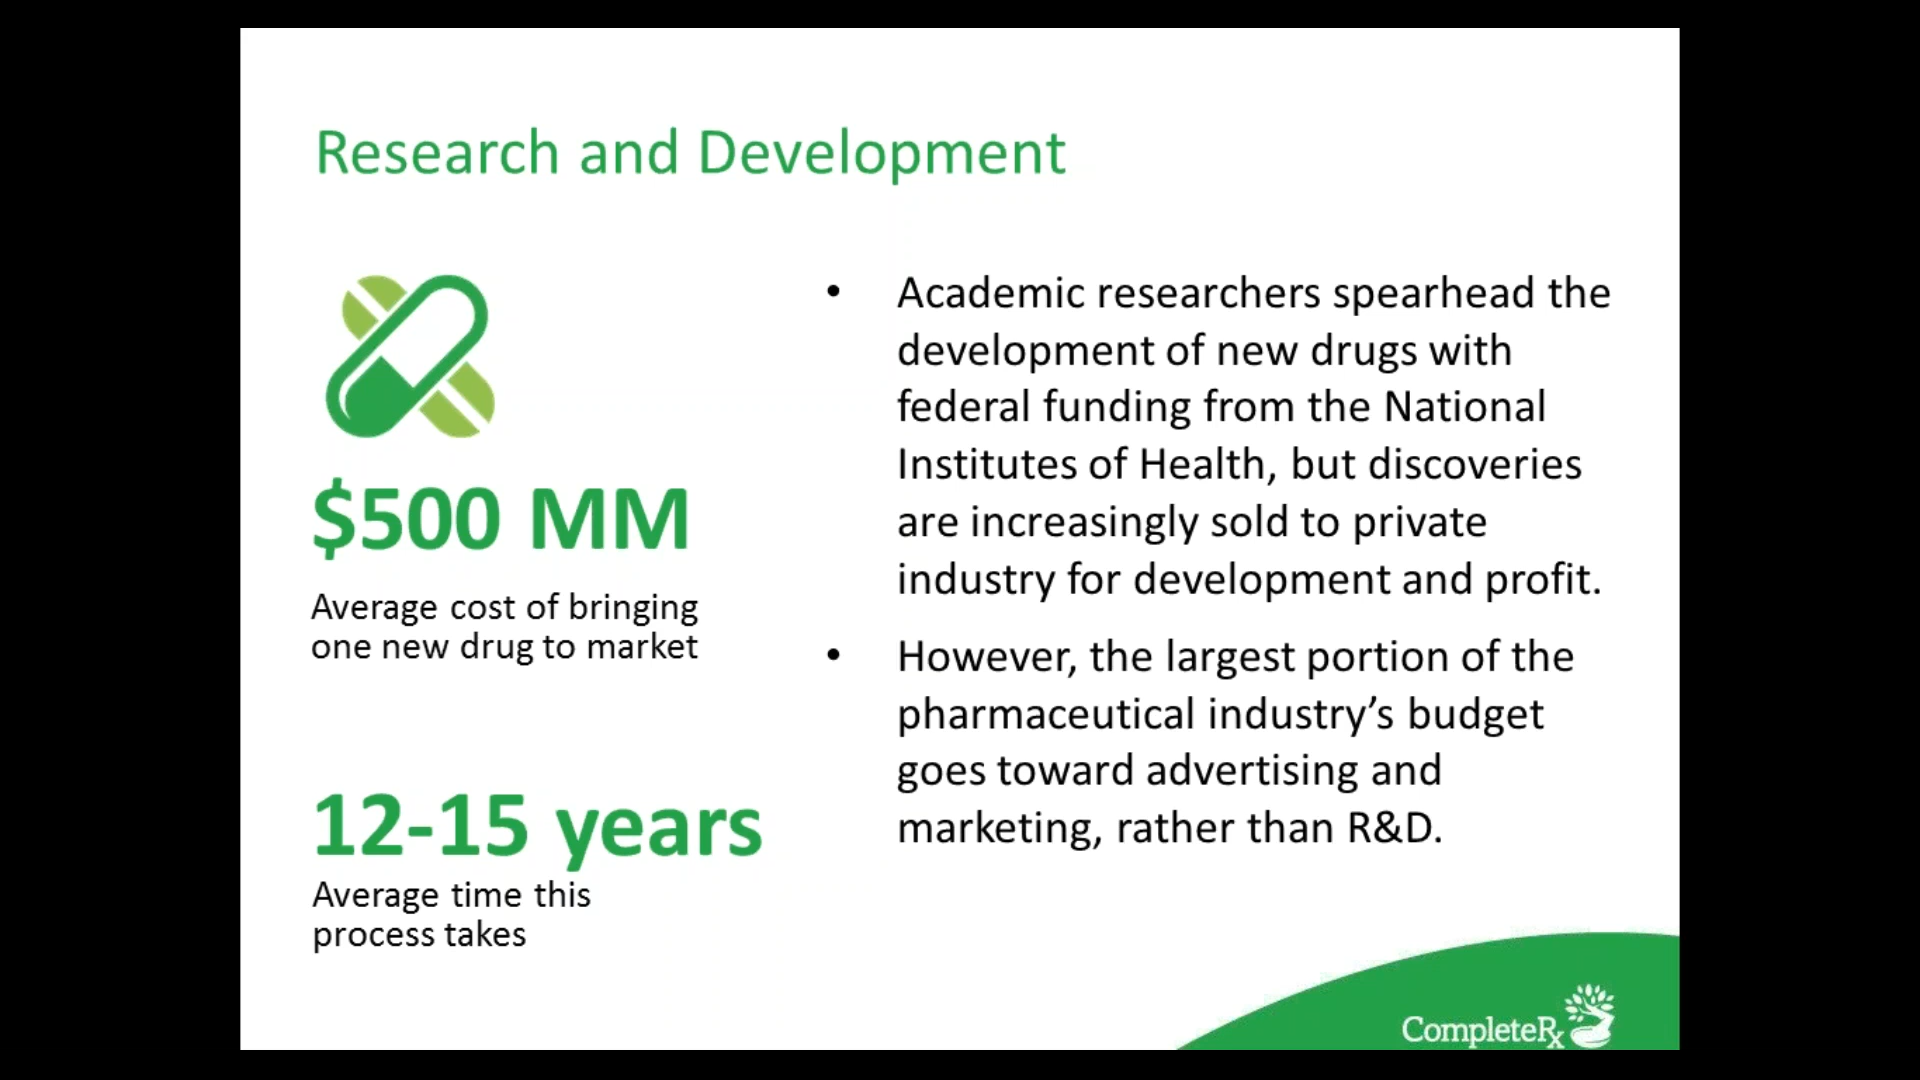 Research and Development
$500 MM
Average cost of bringing
one new drug to market
12-15 years
Average time this
process takes
• Academic researchers spearhead the
development of new drugs with
federal funding from the National
Institutes of Health, but discoveries
are increasingly sold to private
industry for development and profit.
• However, the largest portion of the
pharmaceutical industry’s budget
goes toward advertising and
marketing, rather than R&D.
CompleteRx